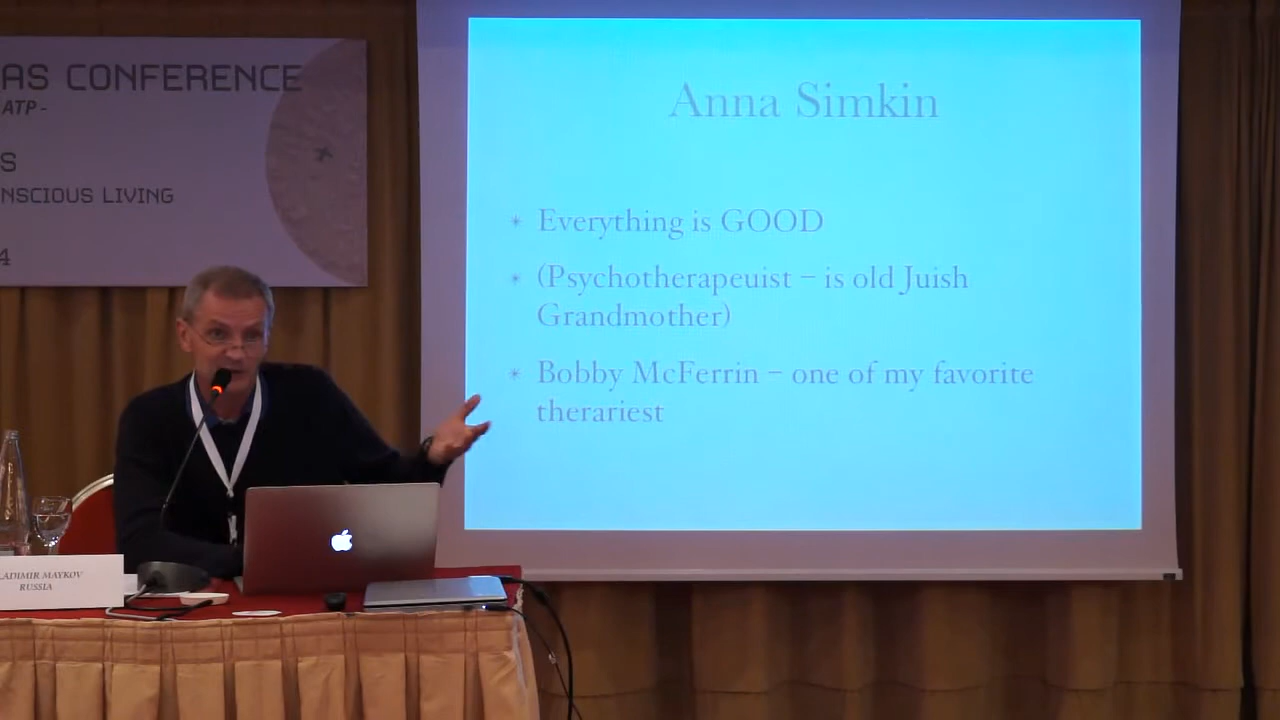 AS CONFERENCE
ATP -
S
NSCIOUS LIVING
4
Anna Simkin
* Everything is GOOD
* (Psychotherapeuist – is old Juish
Grandmother)
* Bobby McFerrin – one of my favorite
therariest
LADIMIR MAYKOV
RUSSIA